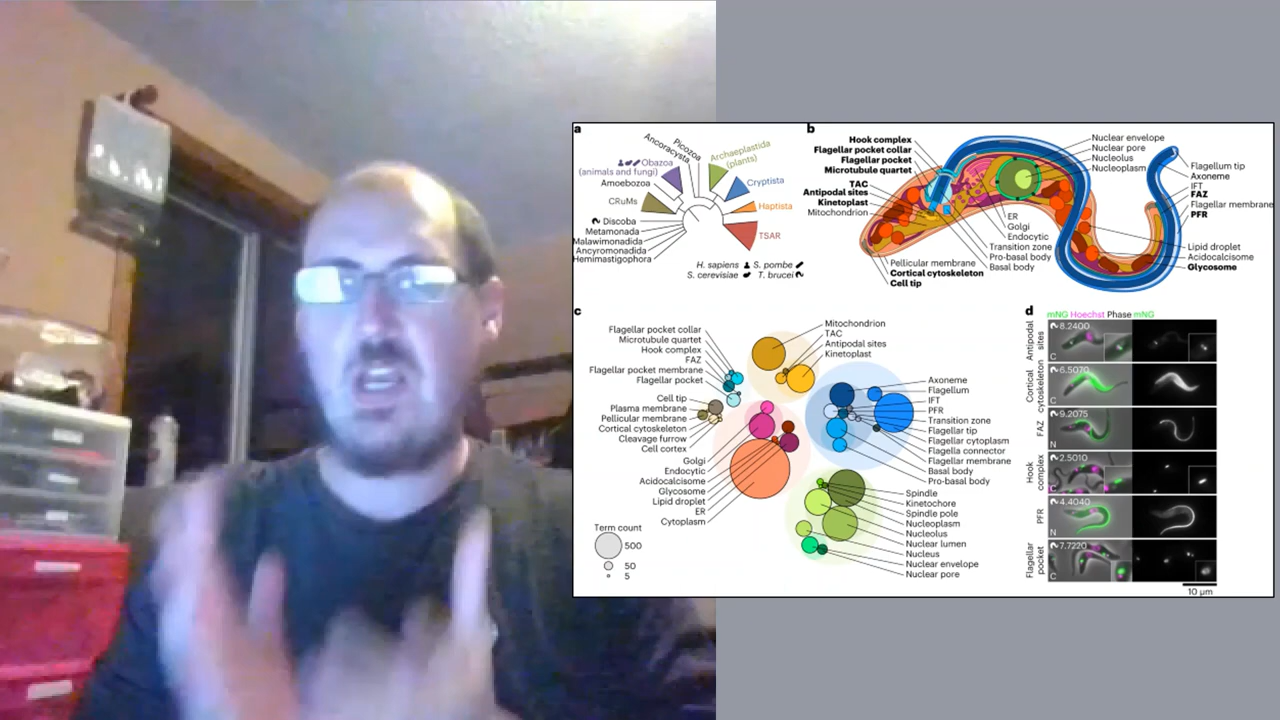 a
Picozoa
Ancoracysta
Archaeplastida
(plants)
Obazoa
(animals and fungi)
Amoebozoa
Cryptista
CRuMs
Haptista
Discoba
Metamonada
Malawimonadida
Ancyromonadida
Hemimastigophora
TSAR
H. sapiens
S. pombe
S. cerevisiae
T. brucei
b
Hook complex
Flagellar pocket collar
Flagellar pocket
Microtubule quartet
TAC
Antipodal sites
Kinetoplast
Mitochondrion
Pellicular membrane
Cortical cytoskeleton
Cell tip
ER
Golgi
Endocytic
Transition zone
Pro-basal body
Basal body
Nuclear envelope
Nuclear pore
Nucleolus
Nucleoplasm
Flagellum tip
Axoneme
IFT
FAZ
Flagellar membrane
PFR
Lipid droplet
Acidocalcisome
Glycosome
c
Flagellar pocket collar
Microtubule quartet
Hook complex
FAZ
Flagellar pocket membrane
Flagellar pocket
Cell tip
Plasma membrane
Pellicular membrane
Cortical cytoskeleton
Cleavage furrow
Cell cortex
Golgi
Endocytic
Acidocalcisome
Glycosome
Lipid droplet
ER
Cytoplasm
Term count
500
50
5
Mitochondrion
TAC
Antipodal sites
Kinetoplast
Axoneme
Flagellum
IFT
PFR
Transition zone
Flagellar tip
Flagellar cytoplasm
Flagella connector
Flagellar membrane
Basal body
Pro-basal body
Spindle
Kinetochore
Spindle pole
Nucleoplasm
Nucleolus
Nuclear lumen
Nucleus
Nuclear envelope
Nuclear pore
d
mNG Hoechst Phase mNG
Antipodal
sites
8.2400
C
Cortical
cytoskeleton
6.5070
C
FAZ
9.2075
N
Hook
complex
2.5010
C
PFR
4.4040
N
Flagellar
pocket
7.7220
C
10 µm